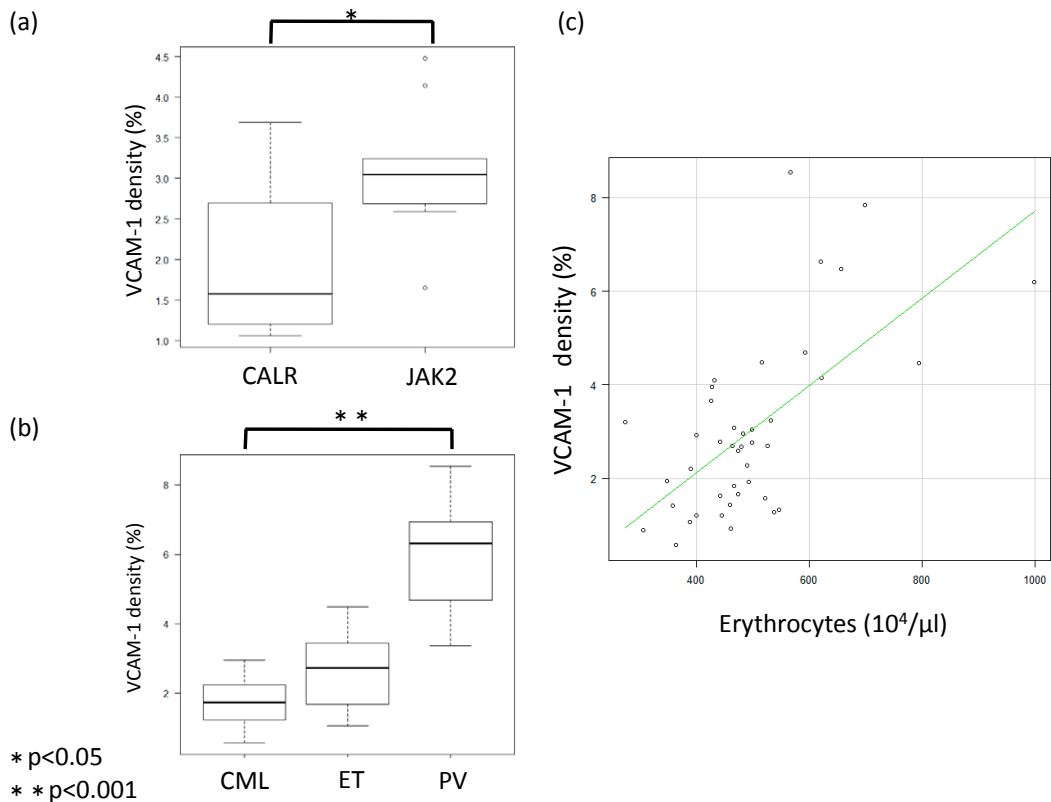 (a)
*
VCAM-1 density (%)
4.5
4.0
3.5
3.0
2.5
2.0
1.5
1.0
CALR JAK2
(b)
* *
VCAM-1 density (%)
8
6
4
2
CML ET PV
* p<0.05
* * p<0.001
(c)
VCAM-1 density (%)
8
6
4
2
400 600 800 1000
Erythrocytes (10⁴/μl)